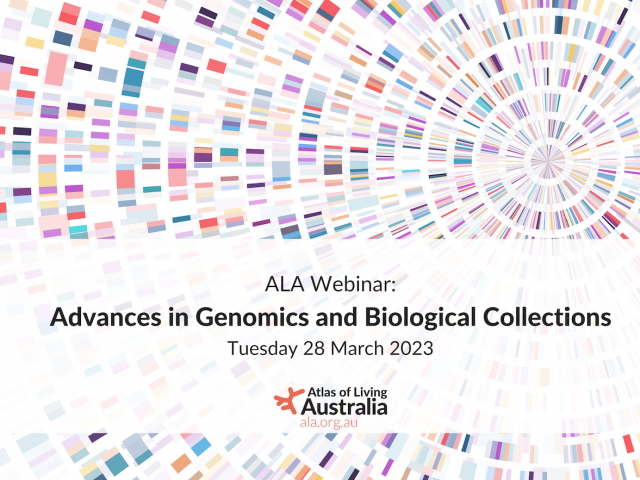 ALA Webinar:
Advances in Genomics and Biological Collections
Tuesday 28 March 2023
Atlas of Living
Australia
ala.org.au